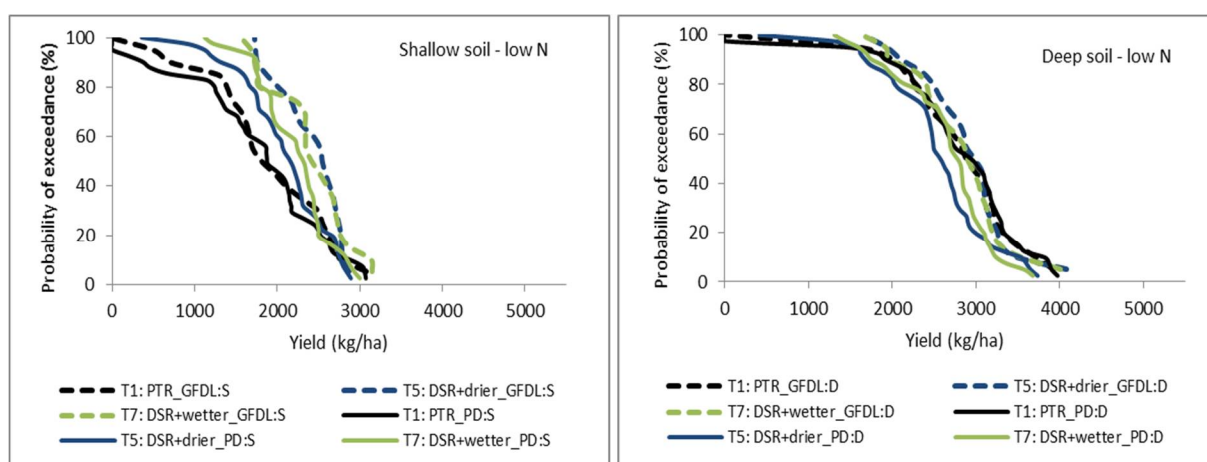 Shallow soil - low N
Probability of exceedance (%)
100
80
60
40
20
0
0 1000 2000 3000 4000 5000
Yield (kg/ha)
T1: PTR_GFDL:S T5: DSR+drier_GFDL:S
T7: DSR+wetter_GFDL:S T1: PTR_PD:S
T5: DSR+drier_PD:S T7: DSR+wetter_PD:S
Deep soil - low N
Probability of exceedance (%)
100
80
60
40
20
0
0 1000 2000 3000 4000 5000
Yield (kg/ha)
T1: PTR_GFDL:D T5: DSR+drier_GFDL:D
T7: DSR+wetter_GFDL:D T1: PTR_PD:D
T5: DSR+drier_PD:D T7: DSR+wetter_PD:D